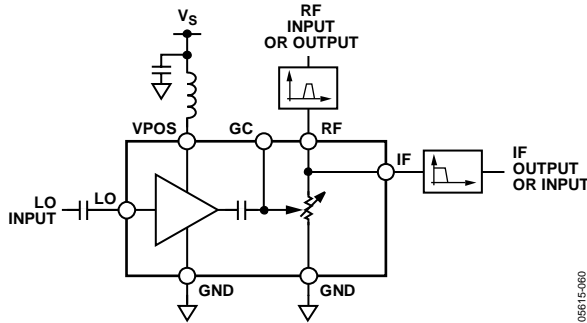 VS
RF
INPUT
OR OUTPUT
VPOS
GC
RF
IF
IF
OUTPUT
OR INPUT
LO
INPUT
LO
GND
GND
05615-060